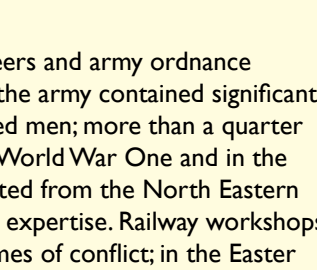 eers and army ordnance
the army contained significant
ed men; more than a quarter
World War One and in the
ted from the North Eastern
expertise. Railway workshops
mes of conflict; in the Easter